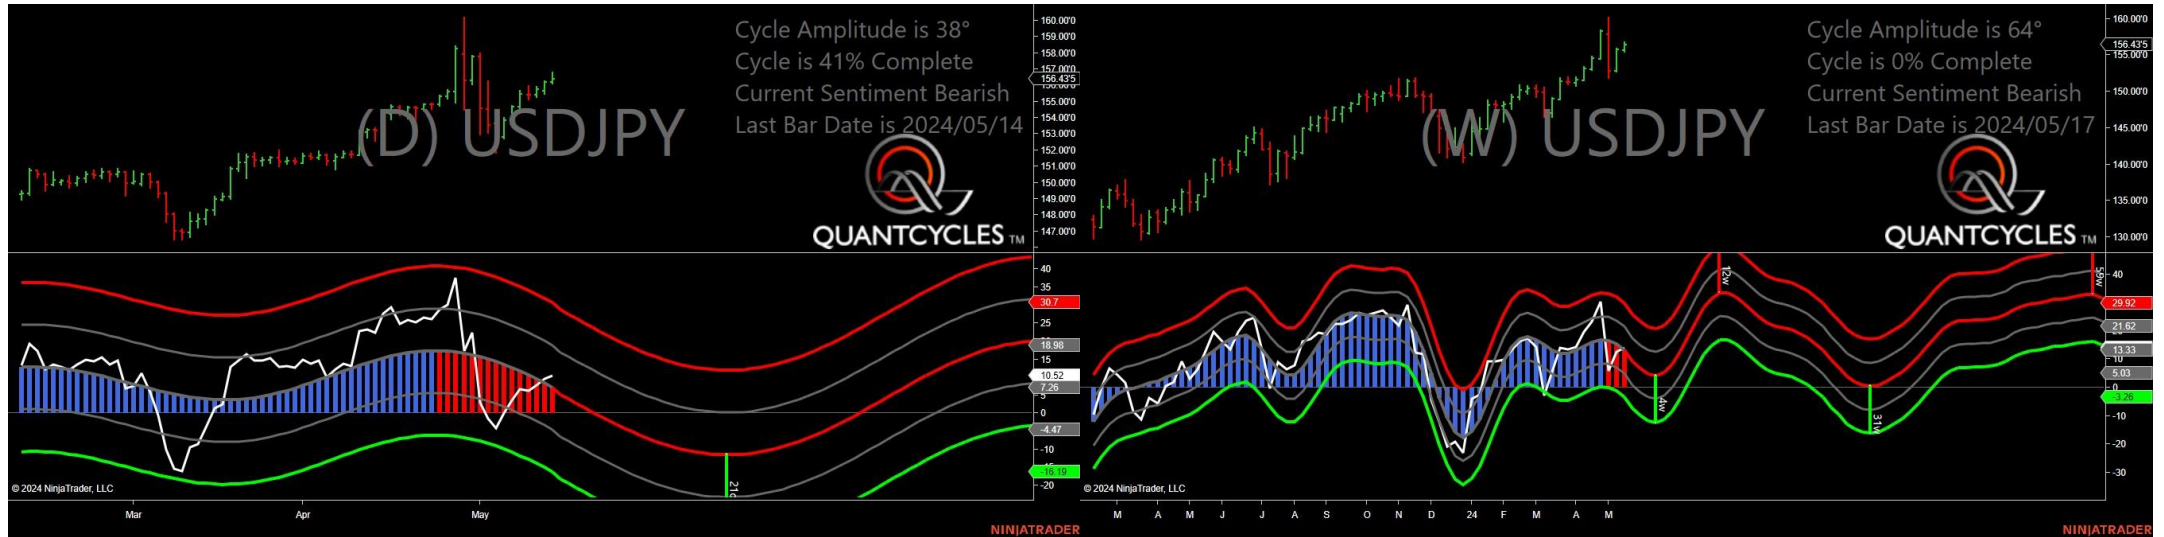 Cycle Amplitude is 38°
Cycle is 41% Complete
Current Sentiment Bearish
Last Bar Date is 2024/05/14
(D) USDJPY
QUANTCYCLES TM
160.00'0
159.00'0
158.00'0
157.00'0
156.43'5
155.00'0
154.00'0
153.00'0
152.00'0
151.00'0
150.00'0
149.00'0
148.00'0
147.00'0
40
35
30.7
25
18.98
15
10.52
7.26
5
0
-4.47
-10
-16.19
-20
21d
© 2024 NinjaTrader, LLC
Mar
Apr
May
NINJATRADER
Cycle Amplitude is 64°
Cycle is 0% Complete
Current Sentiment Bearish
Last Bar Date is 2024/05/17
(W) USDJPY
QUANTCYCLES TM
160.00'0
156.43'5
155.00'0
150.00'0
145.00'0
140.00'0
135.00'0
130.00'0
12w
59w
4w
31w
40
29.92
21.62
13.33
10
5.03
0
-3.26
-10
-20
-30
© 2024 NinjaTrader, LLC
M A M J J A S O N D 24 F M A M
NINJATRADER